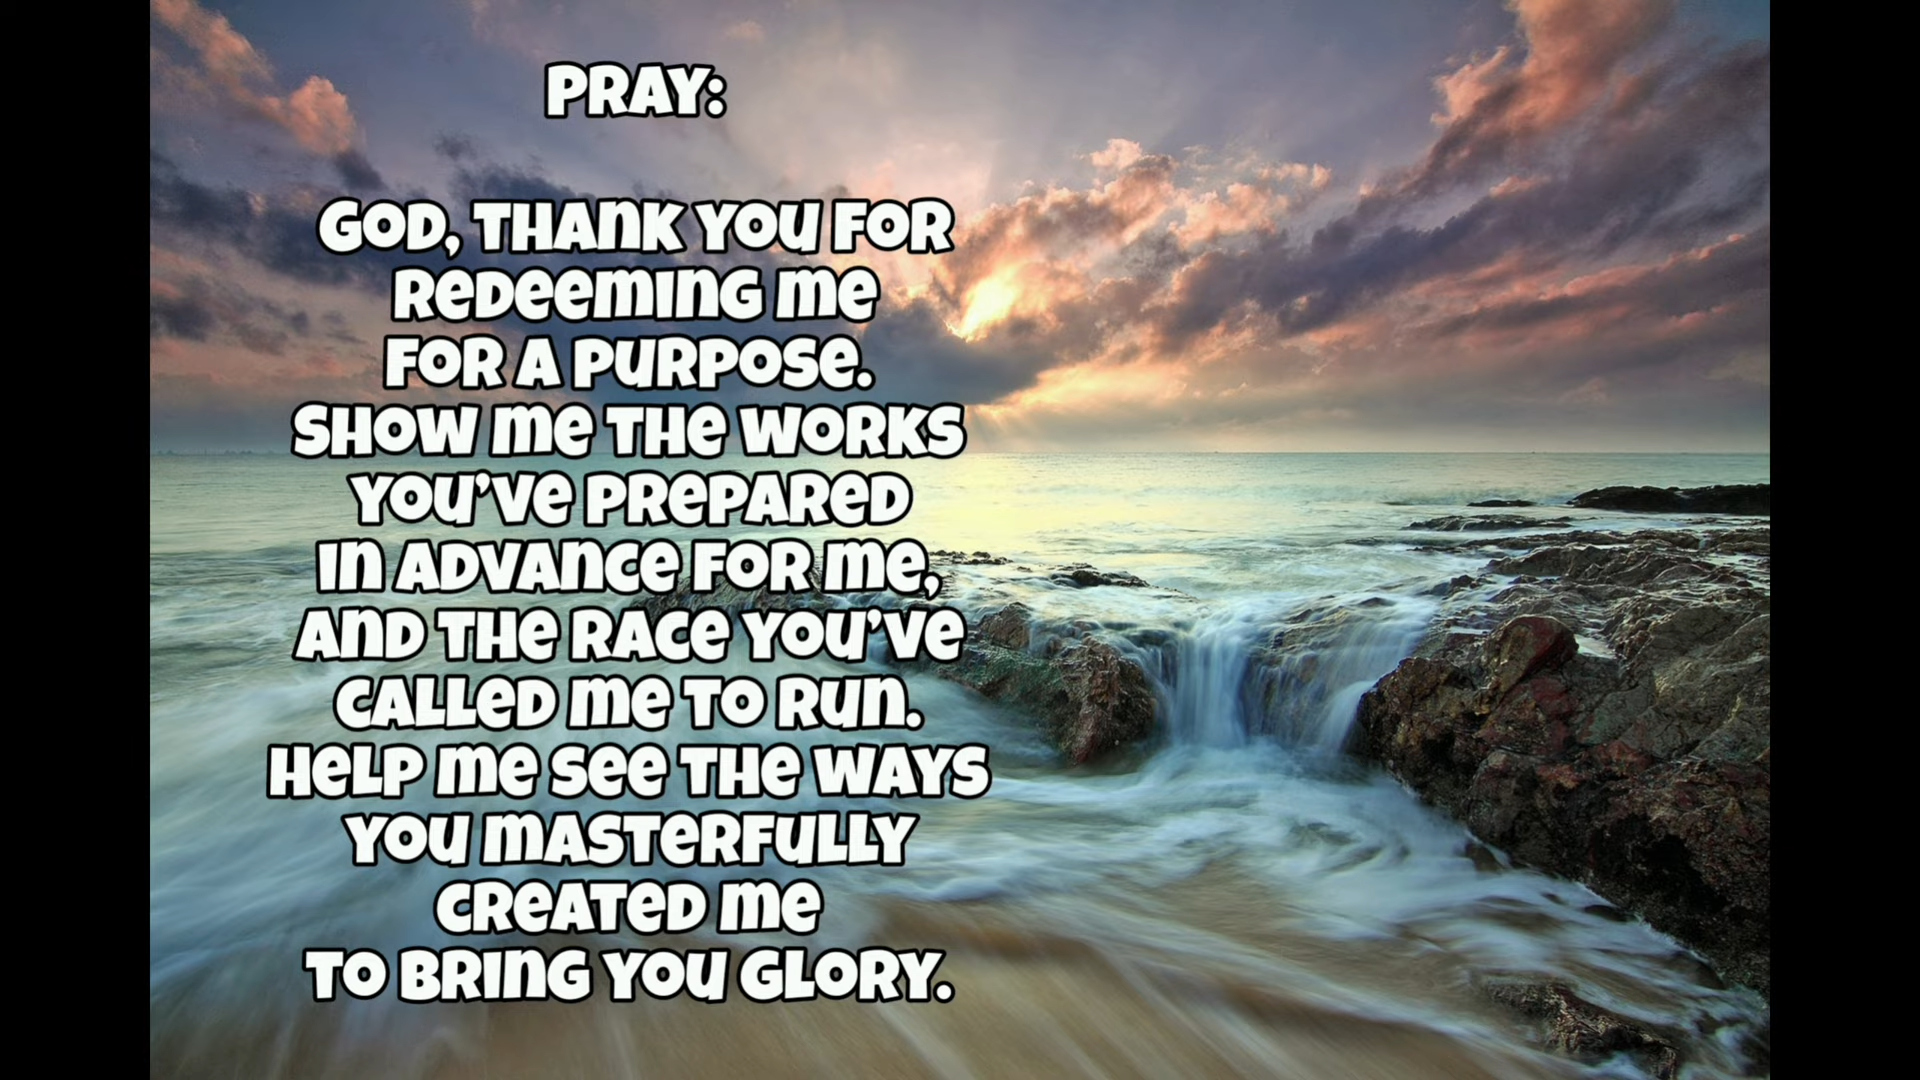 PRAY:
GOD, THANK YOU FOR
REDEEMING ME
FOR A PURPOSE.
SHOW ME THE WORKS
YOU'VE PREPARED
IN ADVANCE FOR ME,
AND THE RACE YOU'VE
CALLED ME TO RUN.
HELP ME SEE THE WAYS
YOU MASTERFULLY
CREATED ME
TO BRING YOU GLORY.